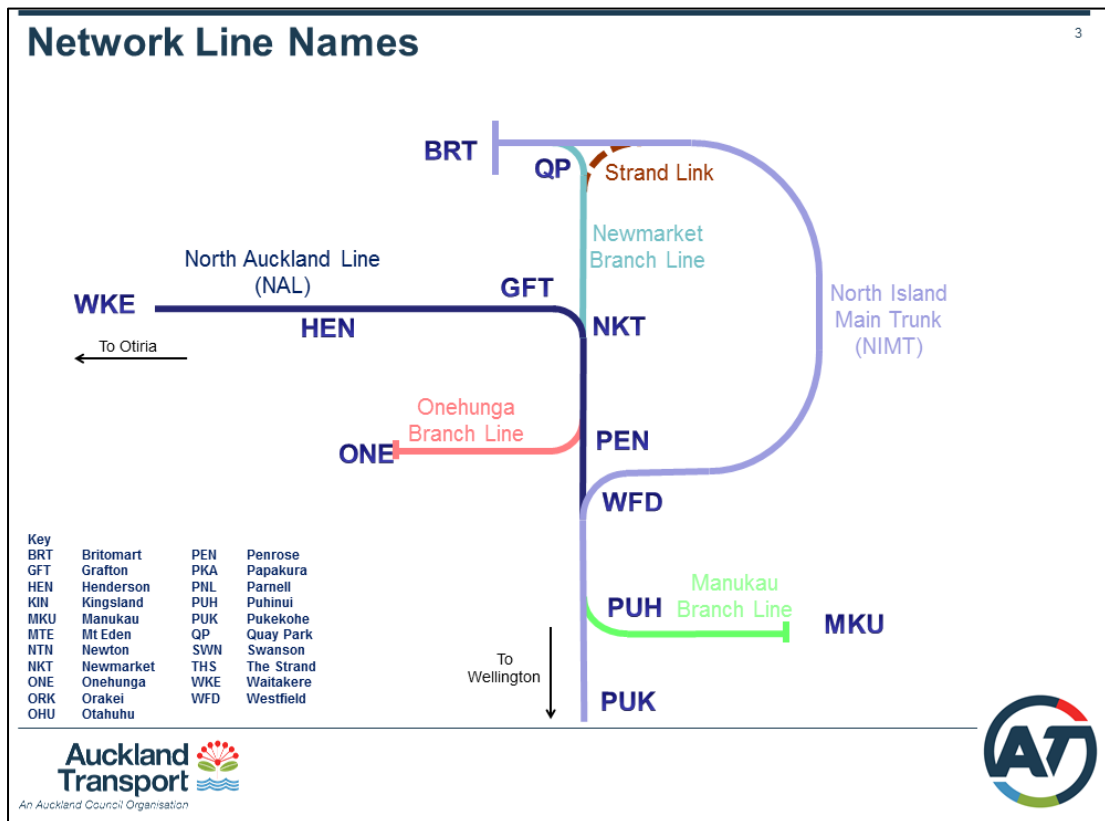 Network Line Names
3
BRT
QP
Strand Link
Newmarket
Branch Line
North Auckland Line
(NAL)
GFT
WKE
HEN
NKT
North Island
Main Trunk
(NIMT)
To Otiria
Onehunga
Branch Line
ONE
PEN
WFD
Key
BRT Britomart PEN Penrose
GFT Grafton PKA Papakura
HEN Henderson PNL Parnell
KIN Kingsland PUH Puhinui
MKU Manukau PUK Pukekohe
MTE Mt Eden QP Quay Park
NTN Newton SWN Swanson
NKT Newmarket THS The Strand
ONE Onehunga WKE Waitakere
ORK Orakei WFD Westfield
OHU Otahuhu
PUH
Manukau
Branch Line
MKU
To
Wellington
PUK
Auckland
Transport
An Auckland Council Organisation
AT